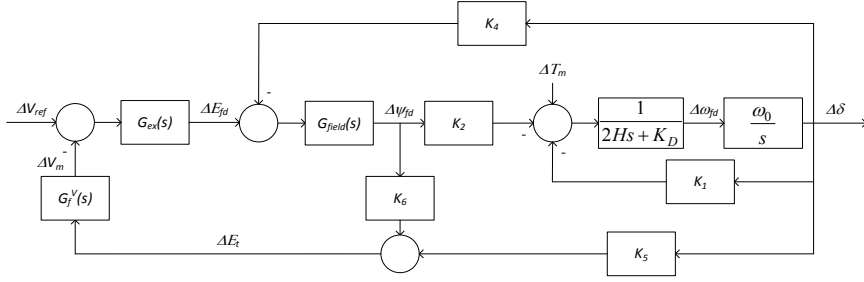 K4
ΔTm
ΔVref
Gex(s)
ΔEfd
-
Gfield(s)
Δψfd
K2
-
1
2Hs + KD
Δωfd
ω0
s
Δδ
-
ΔVm
-
GfV(s)
K6
K1
ΔEt
K5